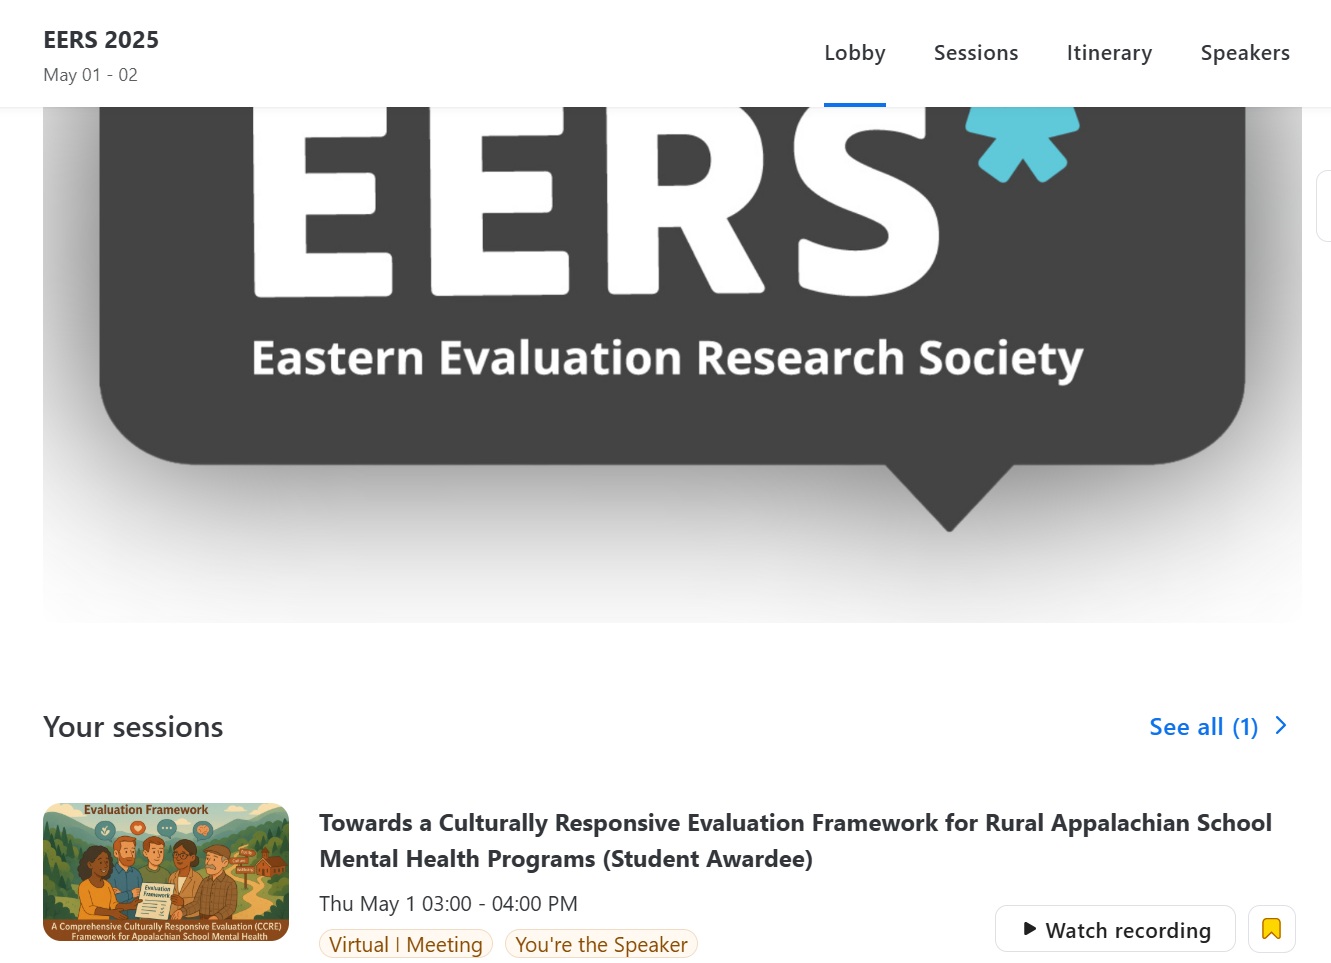 EERS 2025
May 01 - 02
Lobby
Sessions
Itinerary
Speakers
EERS*
Eastern Evaluation Research Society
Your sessions
See all (1)
Evaluation Framework
Evaluation
Framework
A Comprehensive Culturally Responsive Evaluation (CCRE)
Framework for Appalachian School Mental Health
Towards a Culturally Responsive Evaluation Framework for Rural Appalachian School
Mental Health Programs (Student Awardee)
Thu May 1 03:00 - 04:00 PM
Virtual | Meeting
You're the Speaker
Watch recording